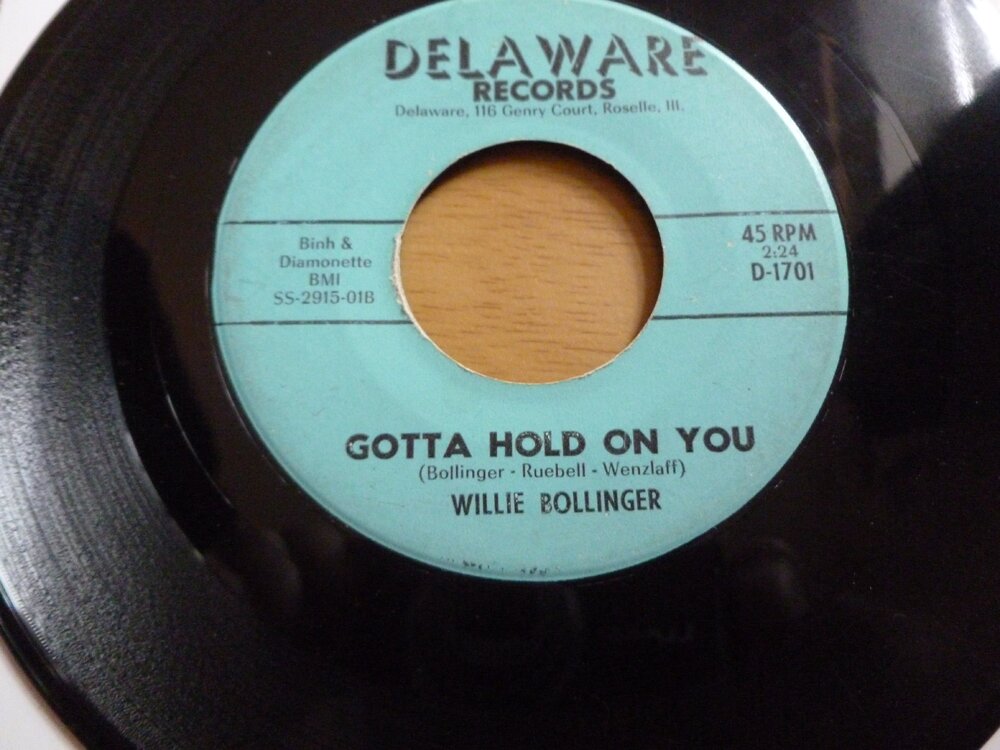 DELAWARE
RECORDS
Delaware, 116 Genry Court, Roselle, Ill.
Binh &
Diamonette
BMI
SS-2915-01B
45 RPM
2:24
D-1701
GOTTA HOLD ON YOU
(Bollinger - Ruebell - Wenzlaff)
WILLIE BOLLINGER